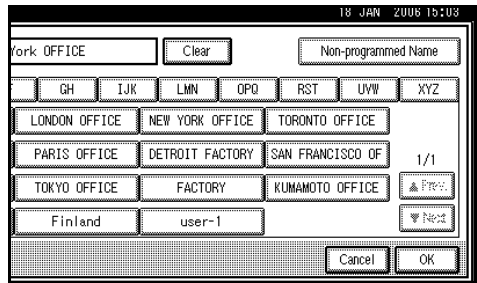 18 JAN 2006 15:03
York OFFICE Clear Non-programmed Name
GH IJK LMN OPQ RST UVW XYZ
LONDON OFFICE NEW YORK OFFICE TORONTO OFFICE
PARIS OFFICE DETROIT FACTORY SAN FRANCISCO OF 1/1
TOKYO OFFICE FACTORY KUMAMOTO OFFICE ▲ Prev.
Finland user-1 ▼ Next
Cancel OK